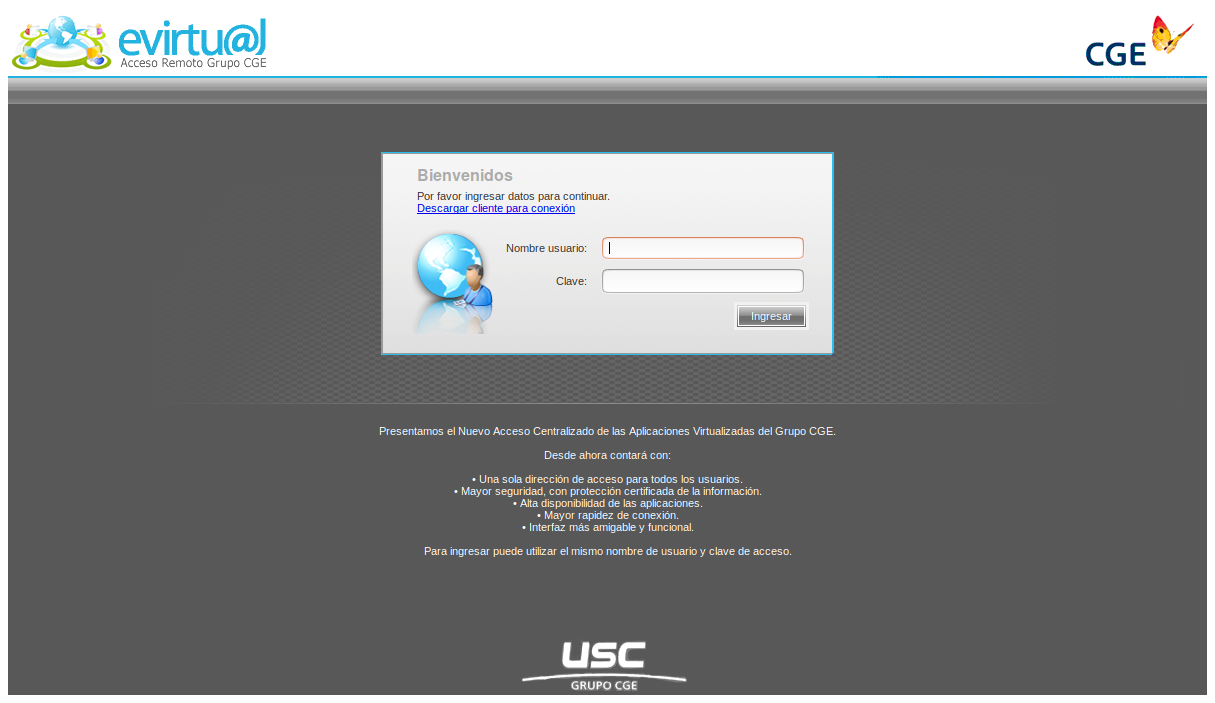 evirtu@l
Acceso Remoto Grupo CGE
CGE
Bienvenidos
Por favor ingresar datos para continuar.
Descargar cliente para conexión
Nombre usuario:
Clave:
Ingresar
Presentamos el Nuevo Acceso Centralizado de las Aplicaciones Virtualizadas del Grupo CGE.
Desde ahora contará con:
• Una sola dirección de acceso para todos los usuarios.
• Mayor seguridad, con protección certificada de la información.
• Alta disponibilidad de las aplicaciones.
• Mayor rapidez de conexión.
• Interfaz más amigable y funcional.
Para ingresar puede utilizar el mismo nombre de usuario y clave de acceso.
USC
GRUPO CGE